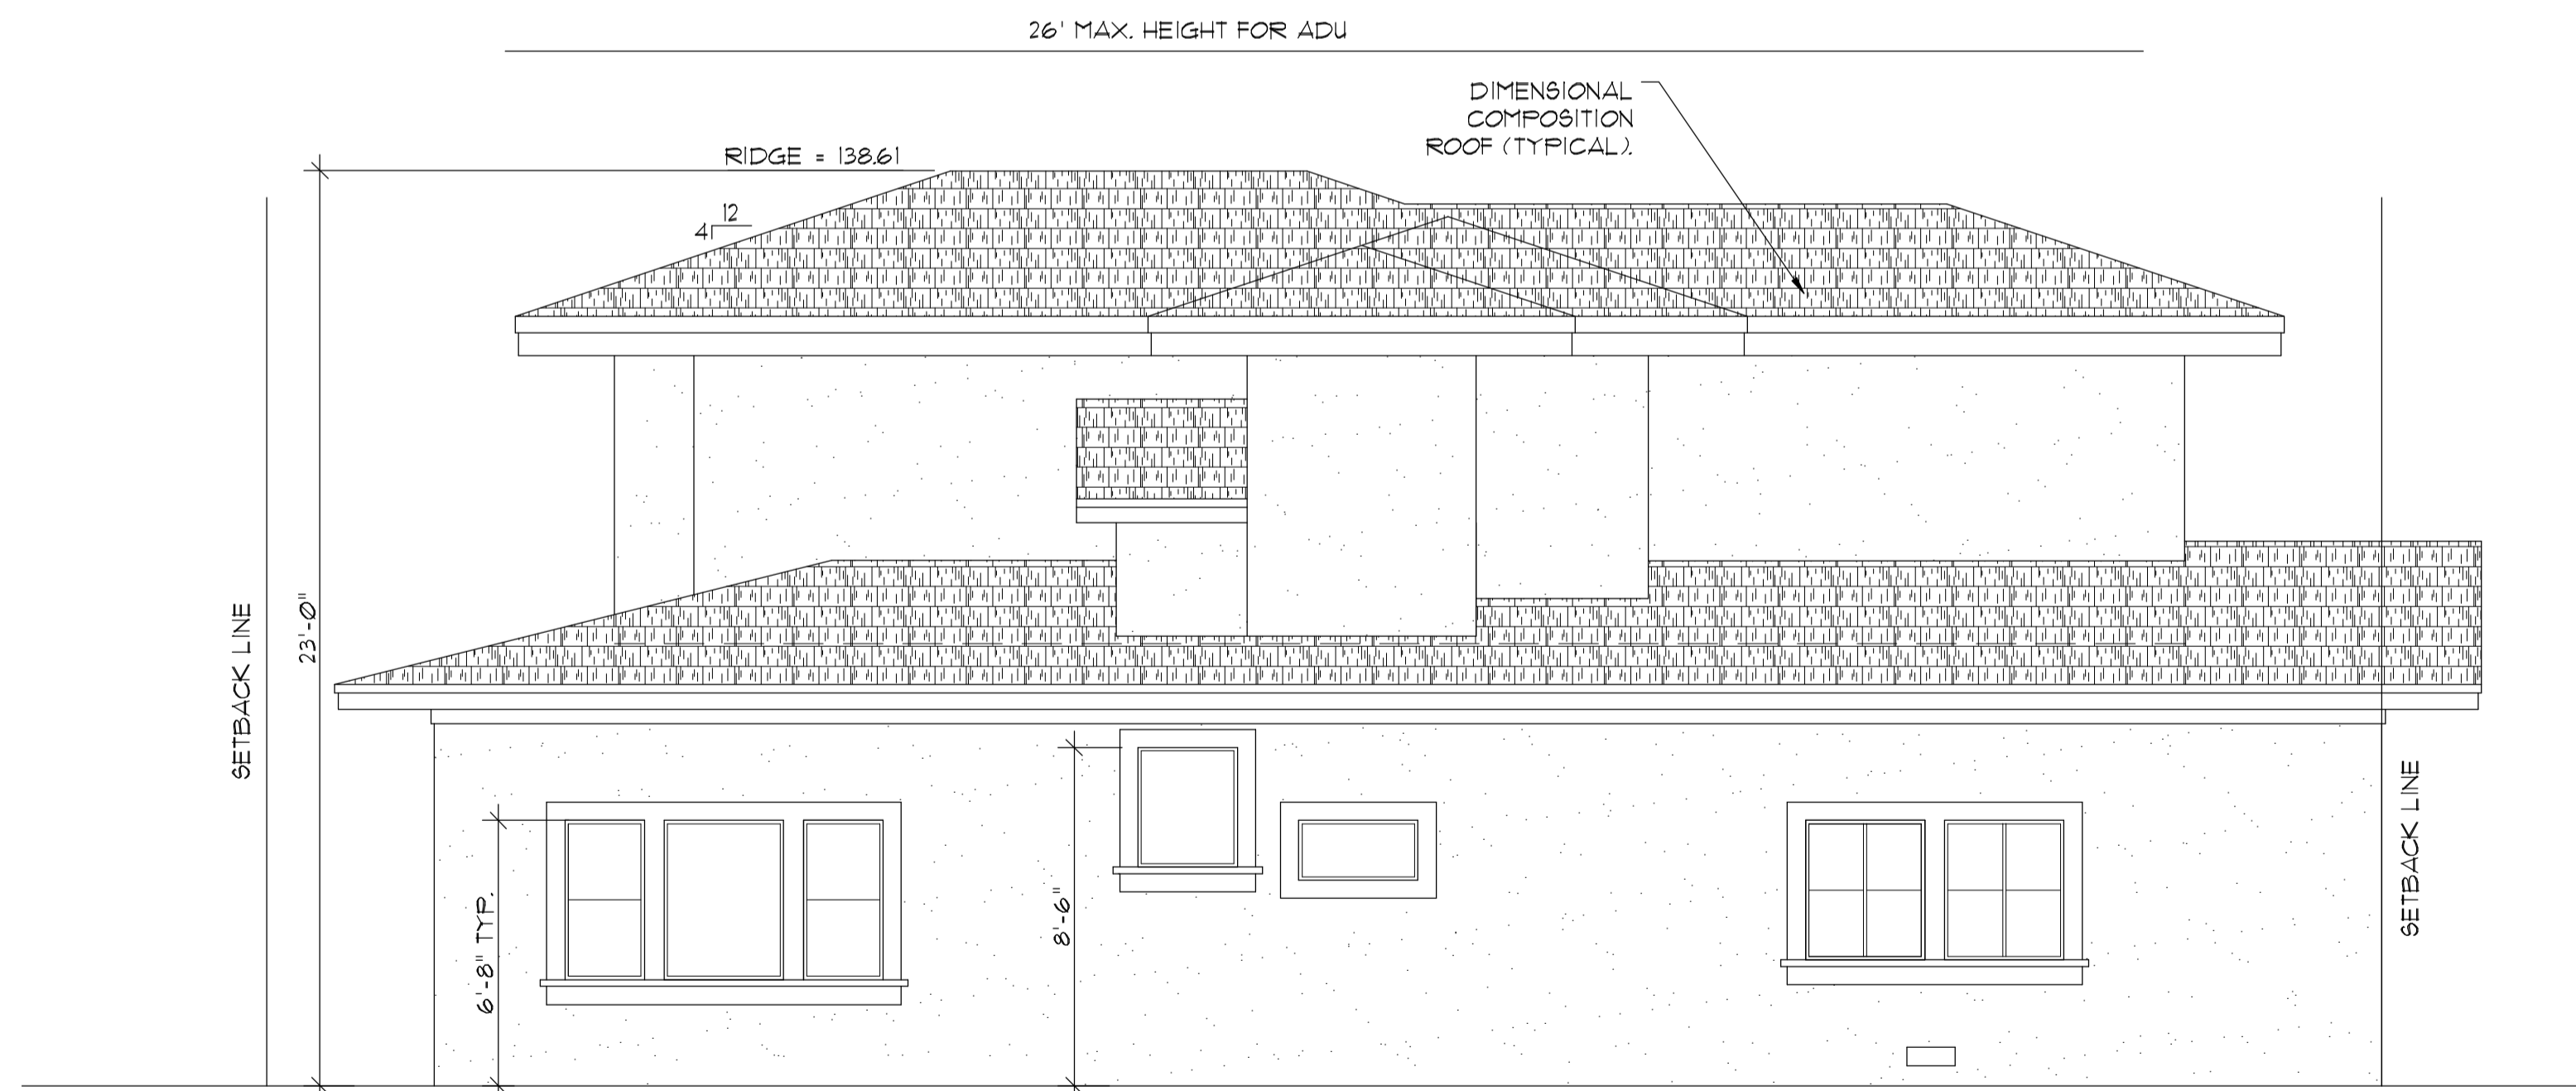 26' MAX. HEIGHT FOR ADU
DIMENSIONAL
COMPOSITION
ROOF (TYPICAL).
RIDGE = 138.61
12
4
23'-0"
SETBACK LINE
6'-8" TYP.
8'-6"
SETBACK LINE